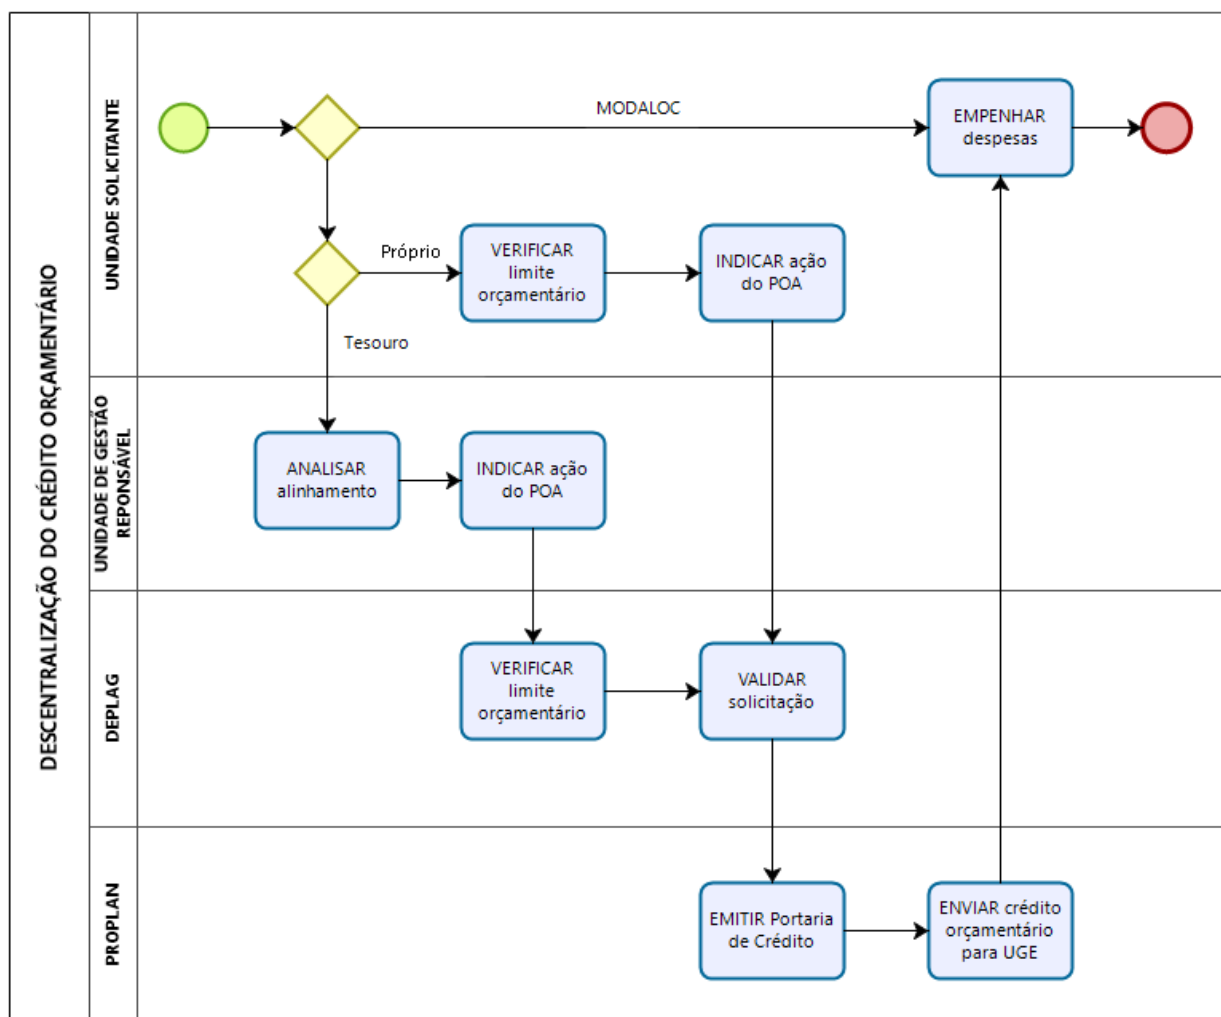 DESCENTRALIZAÇÃO DO CRÉDITO ORÇAMENTÁRIO
UNIDADE SOLICITANTE
MODALOC
EMPENHAR
despesas
Próprio
VERIFICAR
limite
orçamentário
INDICAR ação
do POA
Tesouro
UNIDADE DE GESTÃO
REPONSÁVEL
ANALISAR
alinhamento
INDICAR ação
do POA
DEPLAG
VERIFICAR
limite
orçamentário
VALIDAR
solicitação
PROPLAN
EMITIR Portaria
de Crédito
ENVIAR crédito
orçamentário
para UGE